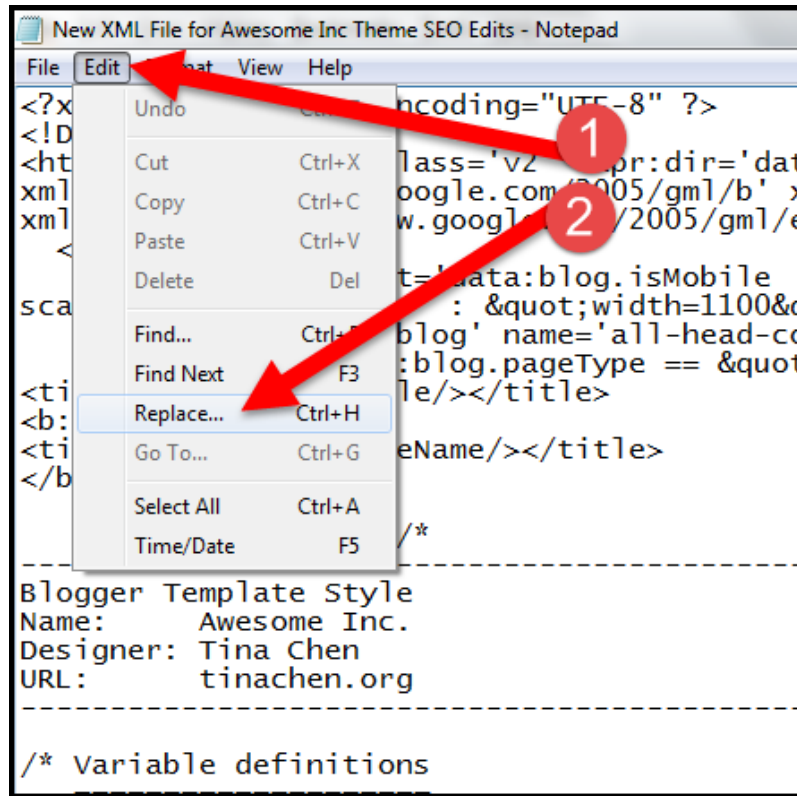 New XML File for Awesome Inc Theme SEO Edits - Notepad
File Edit View Help
Undo
Cut Ctrl+X
Copy Ctrl+C
Paste Ctrl+V
Delete Del
Find...
Find Next F3
Replace... Ctrl+H
Go To... Ctrl+G
Select All Ctrl+A
Time/Date F5
1
2
<?x ncoding="UTF-8" ?>
<!D
<ht lass='v2' pr:dir='dat
xml oogle.com/2005/gml/b' x
xml w.google /2005/gml/e
<
t='data:blog.isMobile
sca : &quot;width=1100&
blog' name='all-head-co
:blog.pageType == &quot
<ti le/></title>
<b:
<ti eName/></title>
</b
/*
-----------------------------------------------
Blogger Template Style
Name: Awesome Inc.
Designer: Tina Chen
URL: tinachen.org
-----------------------------------------------
/* Variable definitions
====================